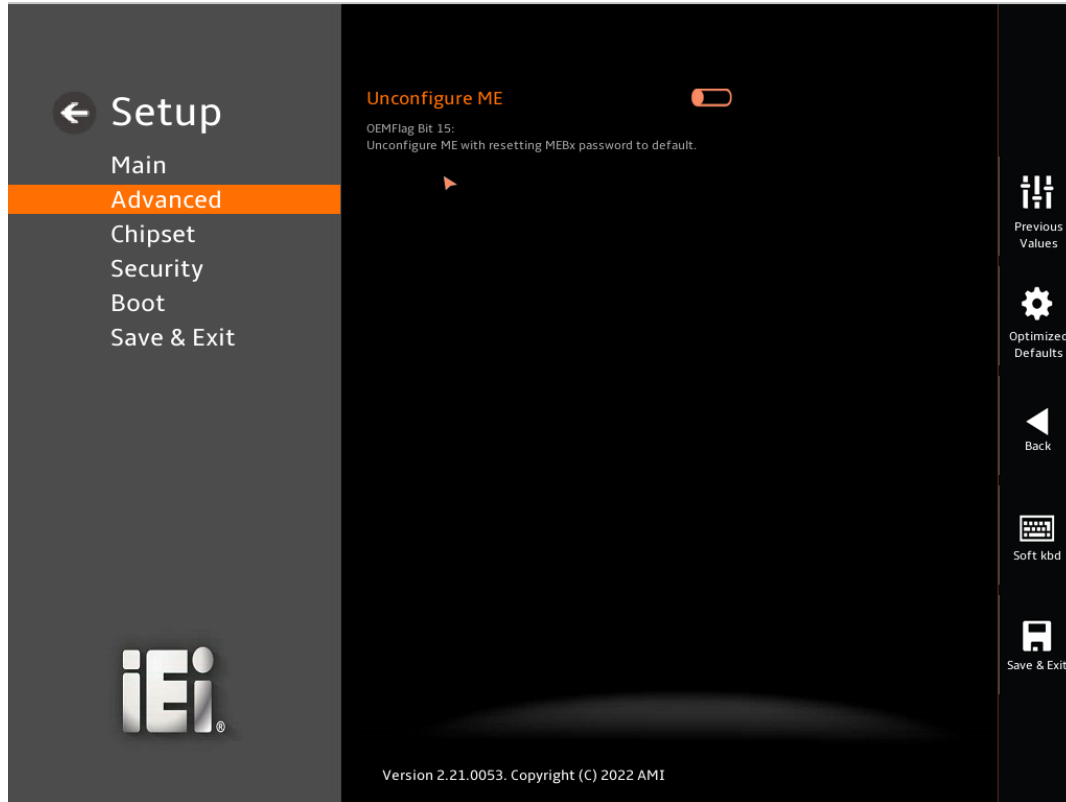 Setup
Main
Advanced
Chipset
Security
Boot
Save & Exit
iEi®
Unconfigure ME
OEMFlag Bit 15:
Unconfigure ME with resetting MEBx password to default.
Version 2.21.0053. Copyright (C) 2022 AMI
Previous
Values
Optimized
Defaults
Back
Soft kbd
Save & Exit